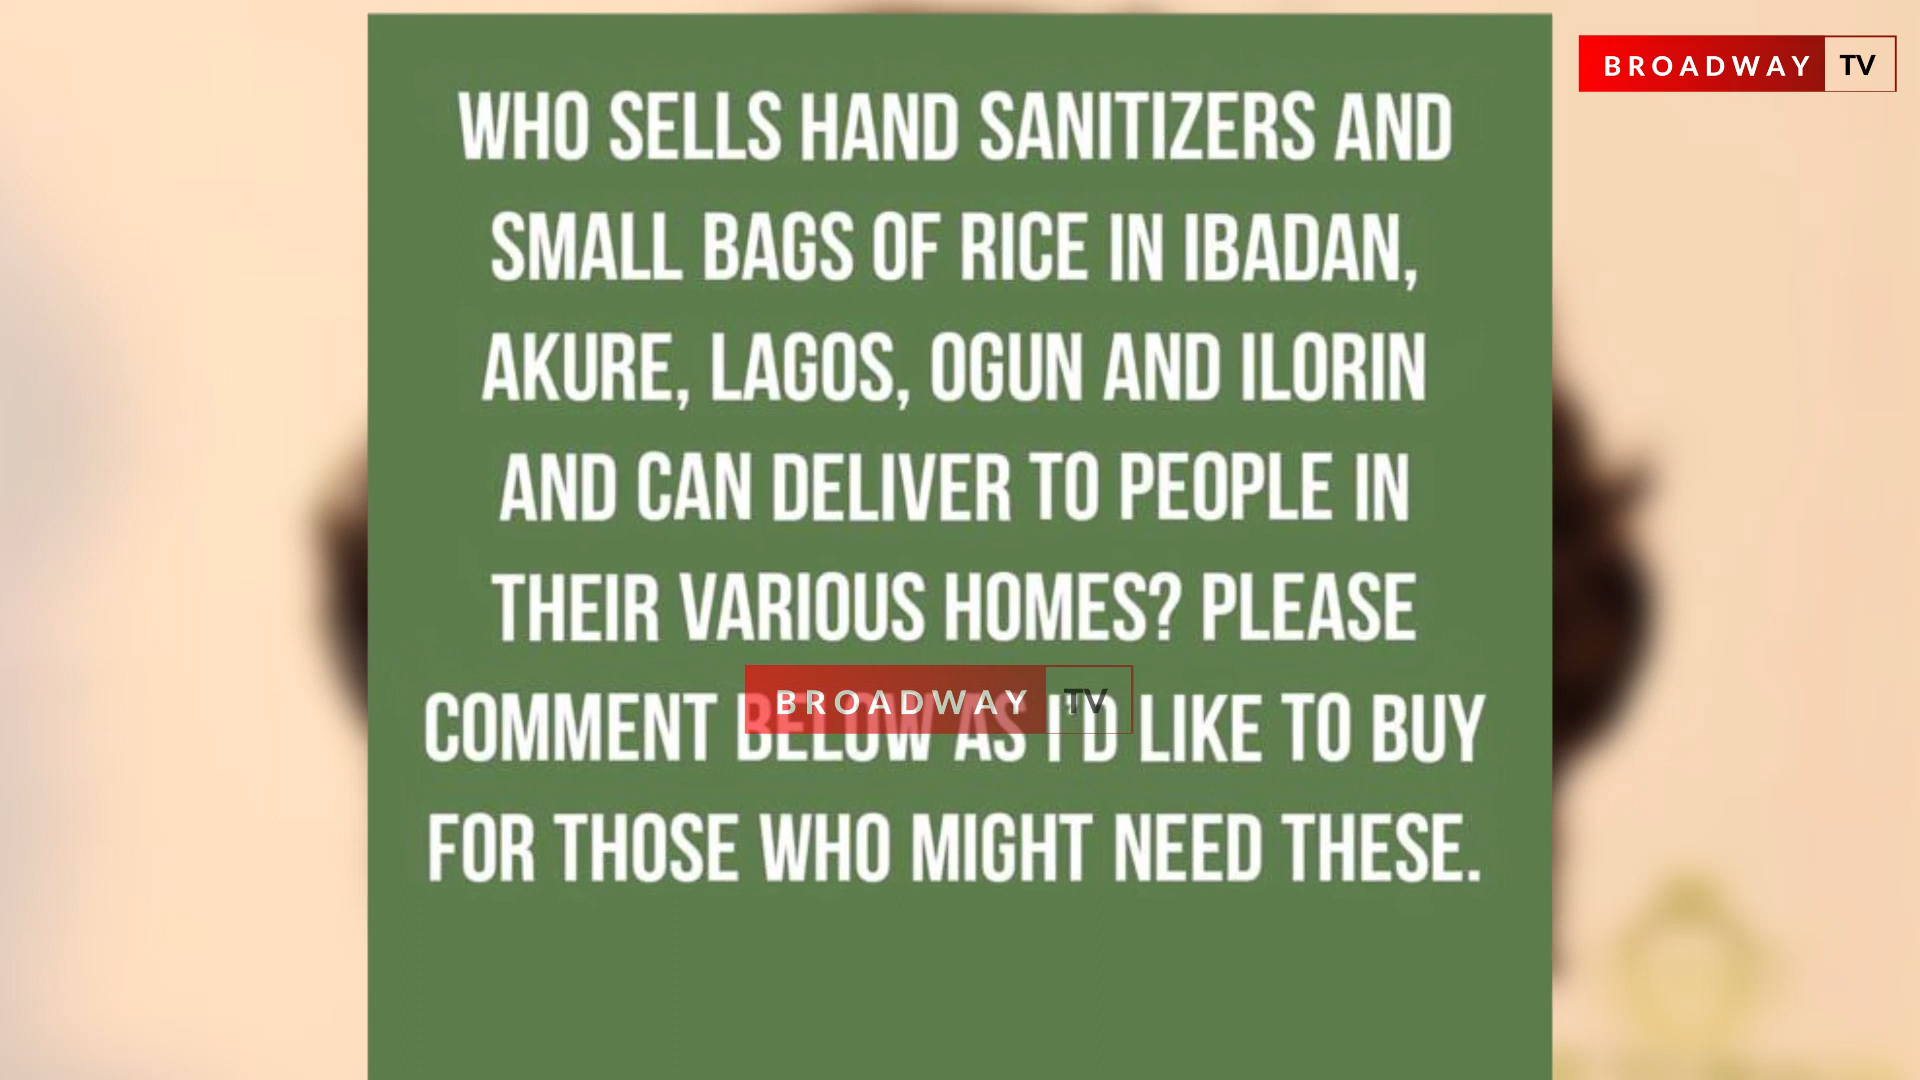 BROADWAY TV
WHO SELLS HAND SANITIZERS AND
SMALL BAGS OF RICE IN IBADAN,
AKURE, LAGOS, OGUN AND ILORIN
AND CAN DELIVER TO PEOPLE IN
THEIR VARIOUS HOMES? PLEASE
BROADWAY TV
COMMENT BELOW AS I'D LIKE TO BUY
FOR THOSE WHO MIGHT NEED THESE.